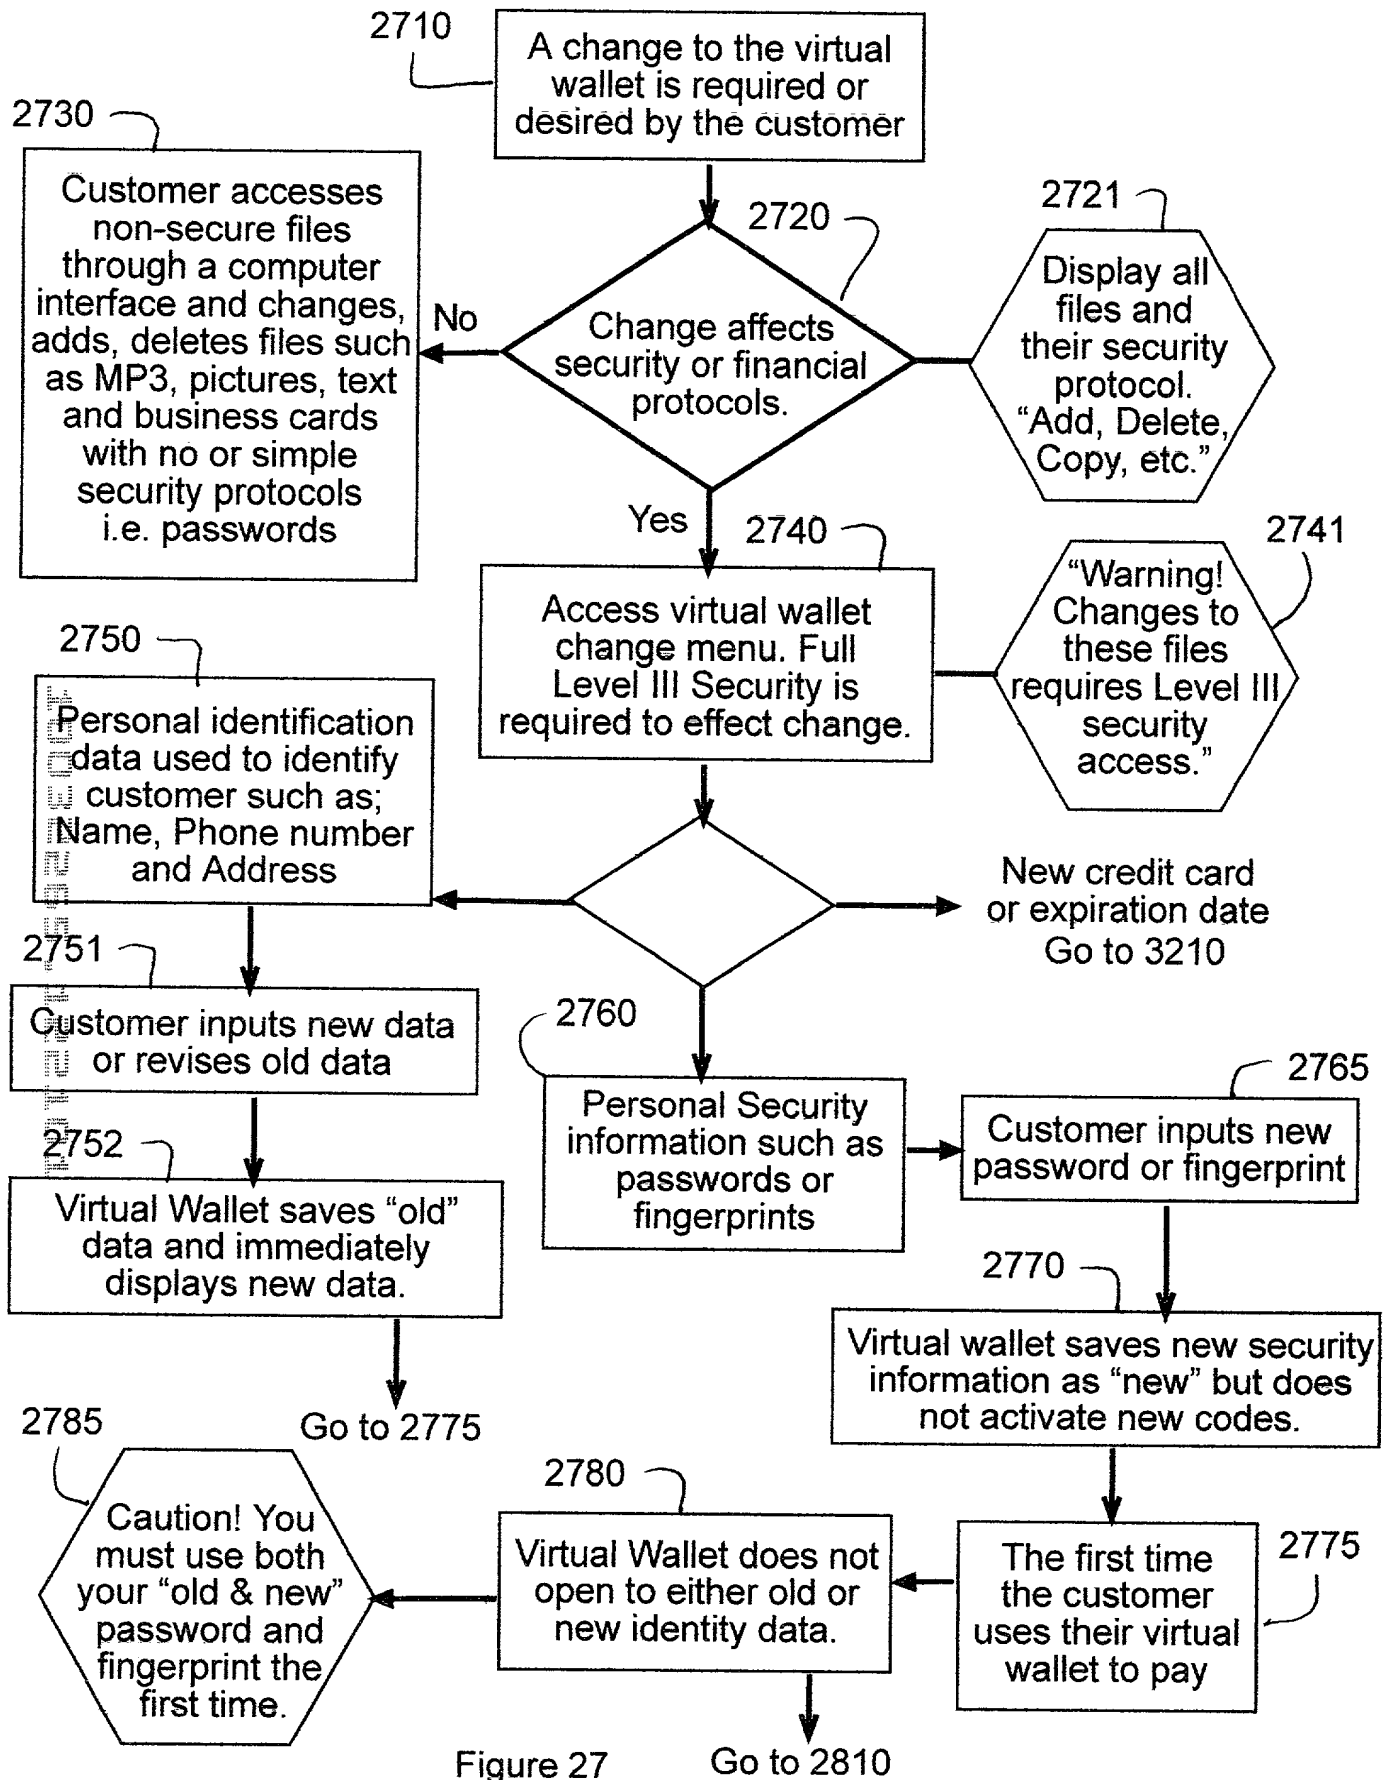 2710
A change to the virtual
wallet is required or
desired by the customer
2730
Customer accesses
non-secure files
through a computer
interface and changes,
adds, deletes files such
as MP3, pictures, text
and business cards
with no or simple
security protocols
i.e. passwords
No
2720
Change affects
security or financial
protocols.
2721
Display all
files and
their security
protocol.
“Add, Delete,
Copy, etc.”
Yes
2740
Access virtual wallet
change menu. Full
Level III Security is
required to effect change.
2741
“Warning!
Changes to
these files
requires Level III
security
access.”
2750
Personal identification
data used to identify
customer such as;
Name, Phone number
and Address
New credit card
or expiration date
Go to 3210
2751
Customer inputs new data
or revises old data
2760
Personal Security
information such as
passwords or
fingerprints
2765
Customer inputs new
password or fingerprint
2752
Virtual Wallet saves “old”
data and immediately
displays new data.
Go to 2775
2770
Virtual wallet saves new security
information as “new” but does
not activate new codes.
2775
The first time
the customer
uses their virtual
wallet to pay
2780
Virtual Wallet does not
open to either old or
new identity data.
Go to 2810
2785
Caution! You
must use both
your “old & new”
password and
fingerprint the
first time.
Figure 27